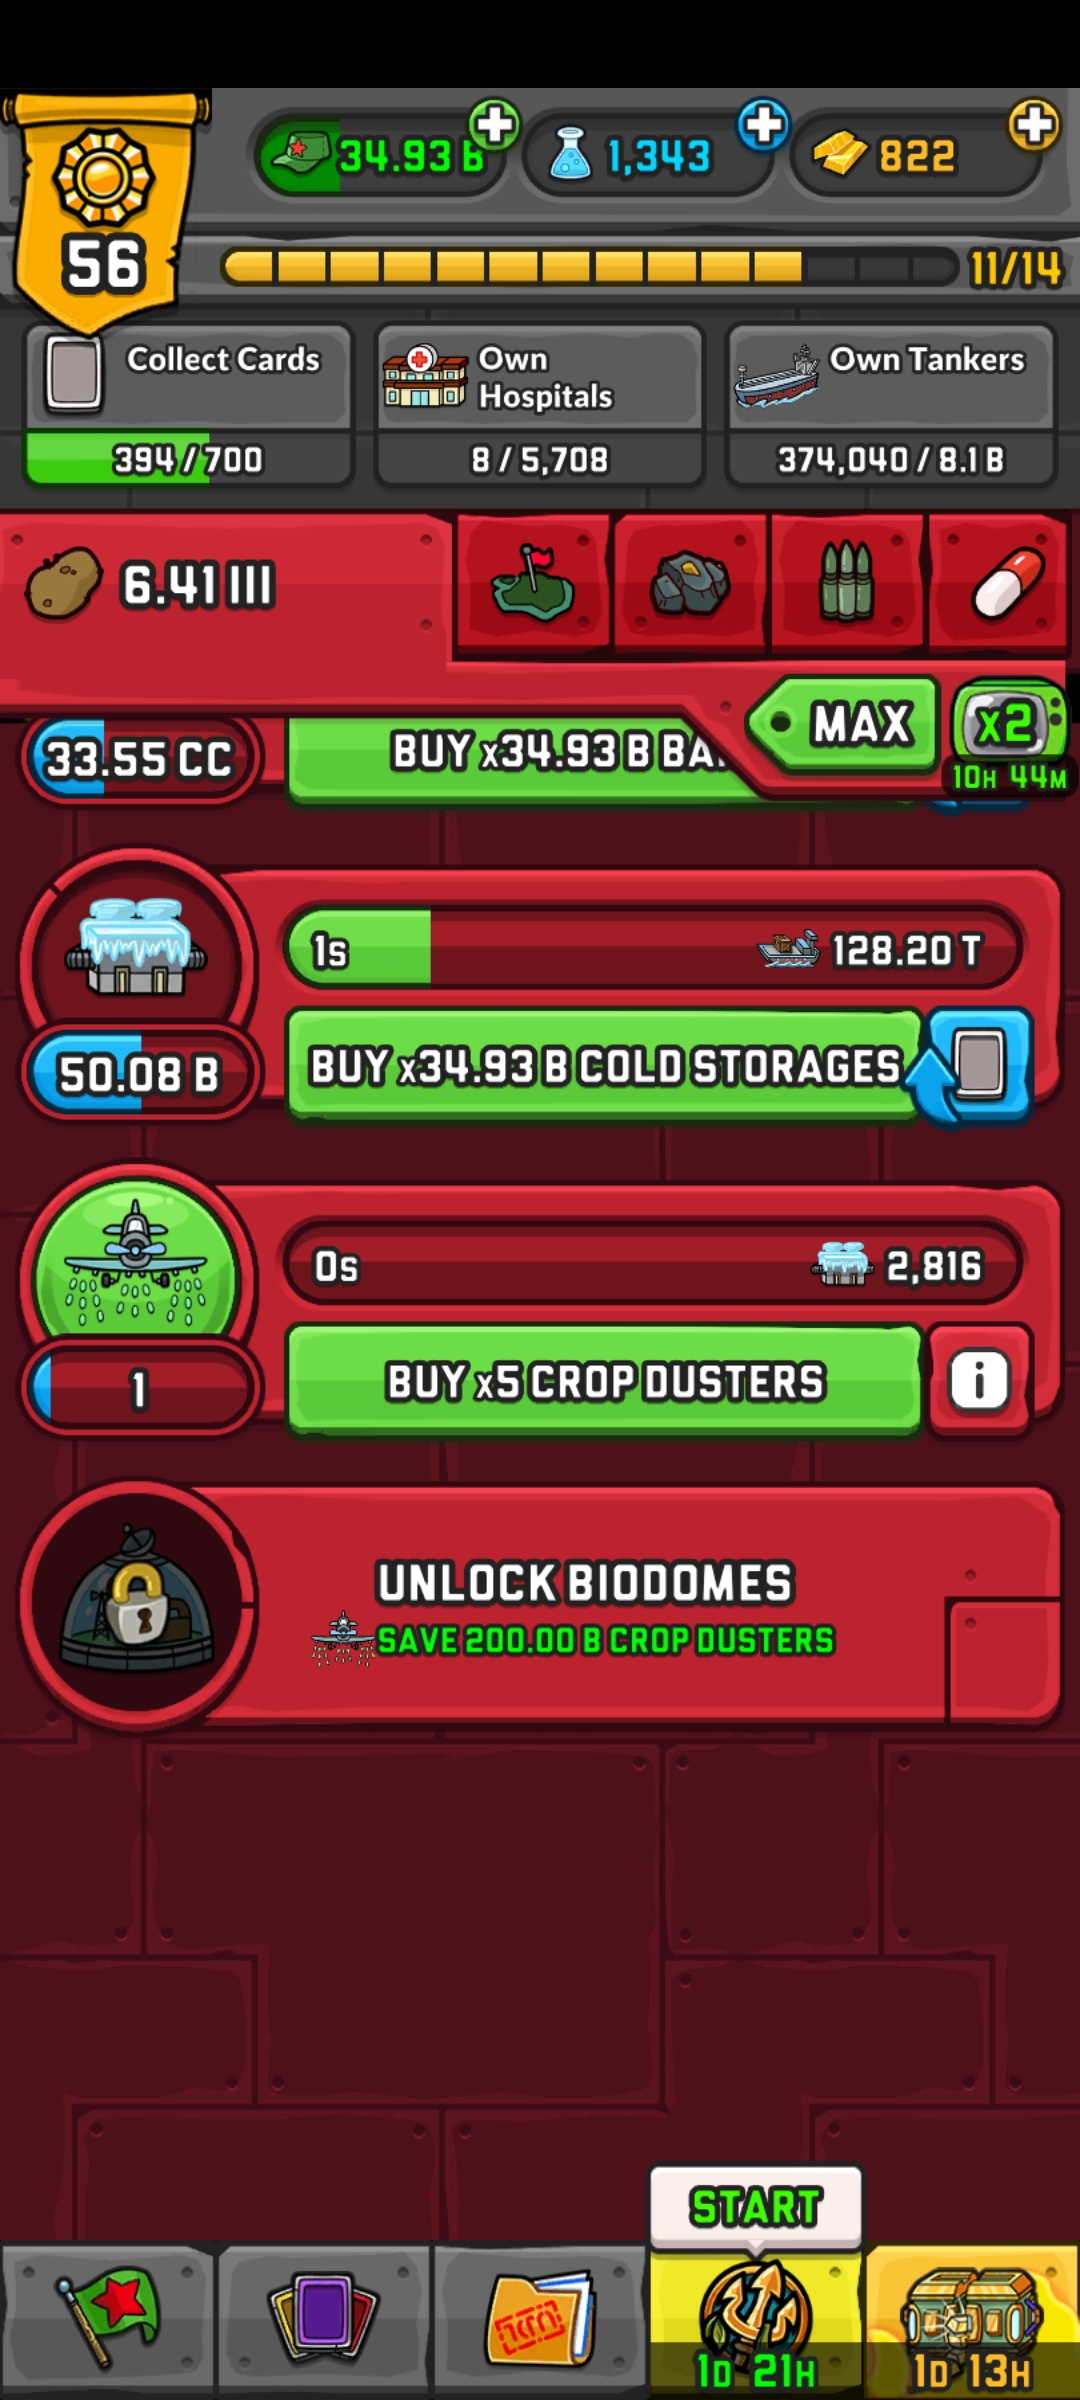 34.93 B
1,343
822
56
11/14
Collect Cards
394/700
Own
Hospitals
8/5,708
Own Tankers
374,040/8.1 B
6.41 III
MAX
x2
10H 44M
33.55 CC
BUY x34.93 B BA
1s
128.20 T
50.08 B
BUY x34.93 B COLD STORAGES
0s
2,816
1
BUY x5 CROP DUSTERS
i
UNLOCK BIODOMES
SAVE 200.00 B CROP DUSTERS
START
1D 21H
1D 13H